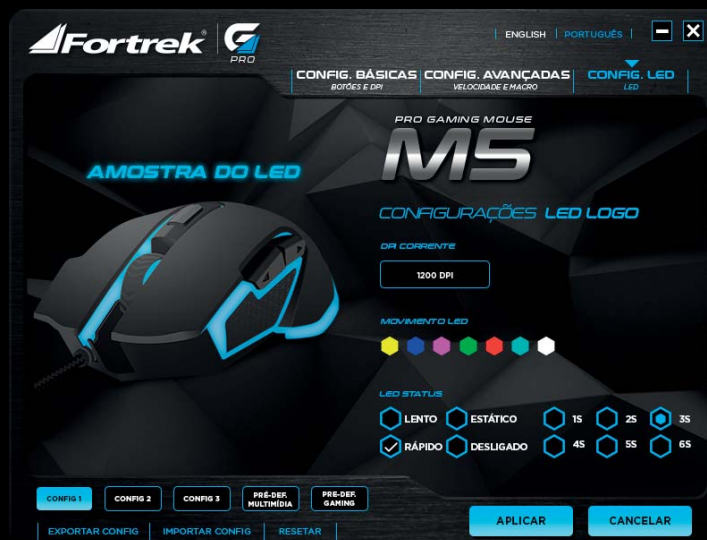 Fortrek G
PRO
ENGLISH | PORTUGUÊS
CONFIG. BÁSICAS
BOTÕES E DPI
CONFIG. AVANÇADAS
VELOCIDADE E MACRO
CONFIG. LED
LED
AMOSTRA DO LED
PRO GAMING MOUSE
M5
CONFIGURAÇÕES LED LOGO
DPI CORRENTE
1200 DPI
MOVIMENTO LED
LED STATUS
LENTO ESTÁTICO 1S 2S 3S
RÁPIDO DESLIGADO 4S 5S 6S
CONFIG 1
CONFIG 2
CONFIG 3
PRÉ-DEF.
MULTIMÍDIA
PRE-DEF.
GAMING
EXPORTAR CONFIG | IMPORTAR CONFIG | RESETAR
APLICAR
CANCELAR